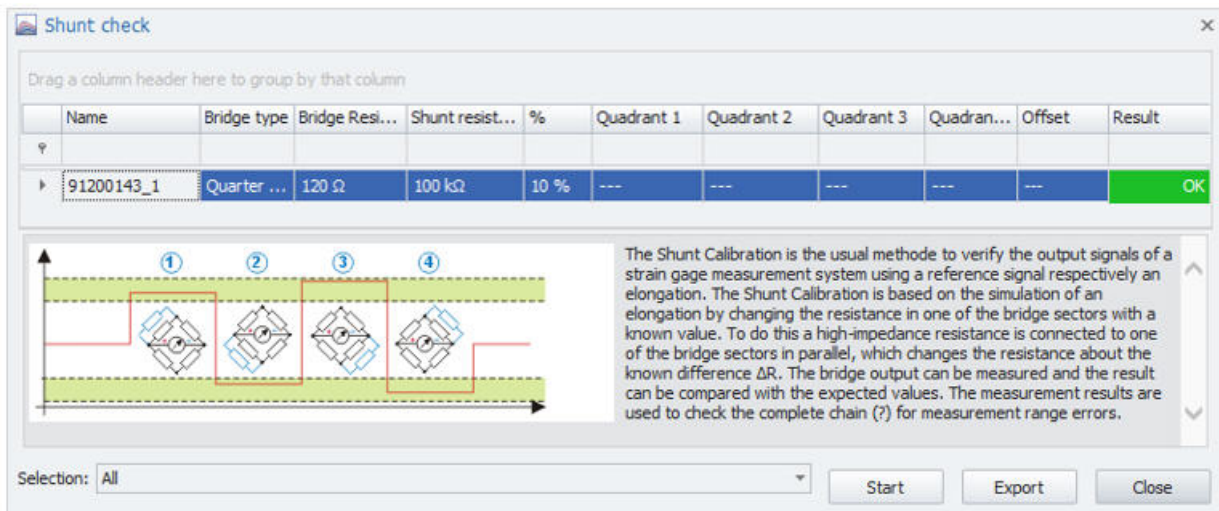 Shunt check
Drag a column header here to group by that column
Name Bridge type Bridge Resi... Shunt resist... % Quadrant 1 Quadrant 2 Quadrant 3 Quadran... Offset Result
91200143_1 Quarter ... 120 Ω 100 kΩ 10 % --- --- --- --- --- OK
1 2 3 4
The Shunt Calibration is the usual methode to verify the output signals of a
strain gage measurement system using a reference signal respectively an
elongation. The Shunt Calibration is based on the simulation of an
elongation by changing the resistance in one of the bridge sectors with a
known value. To do this a high-impedance resistance is connected to one
of the bridge sectors in parallel, which changes the resistance about the
known difference ΔR. The bridge output can be measured and the result
can be compared with the expected values. The measurement results are
used to check the complete chain (?) for measurement range errors.
Selection: All
Start Export Close